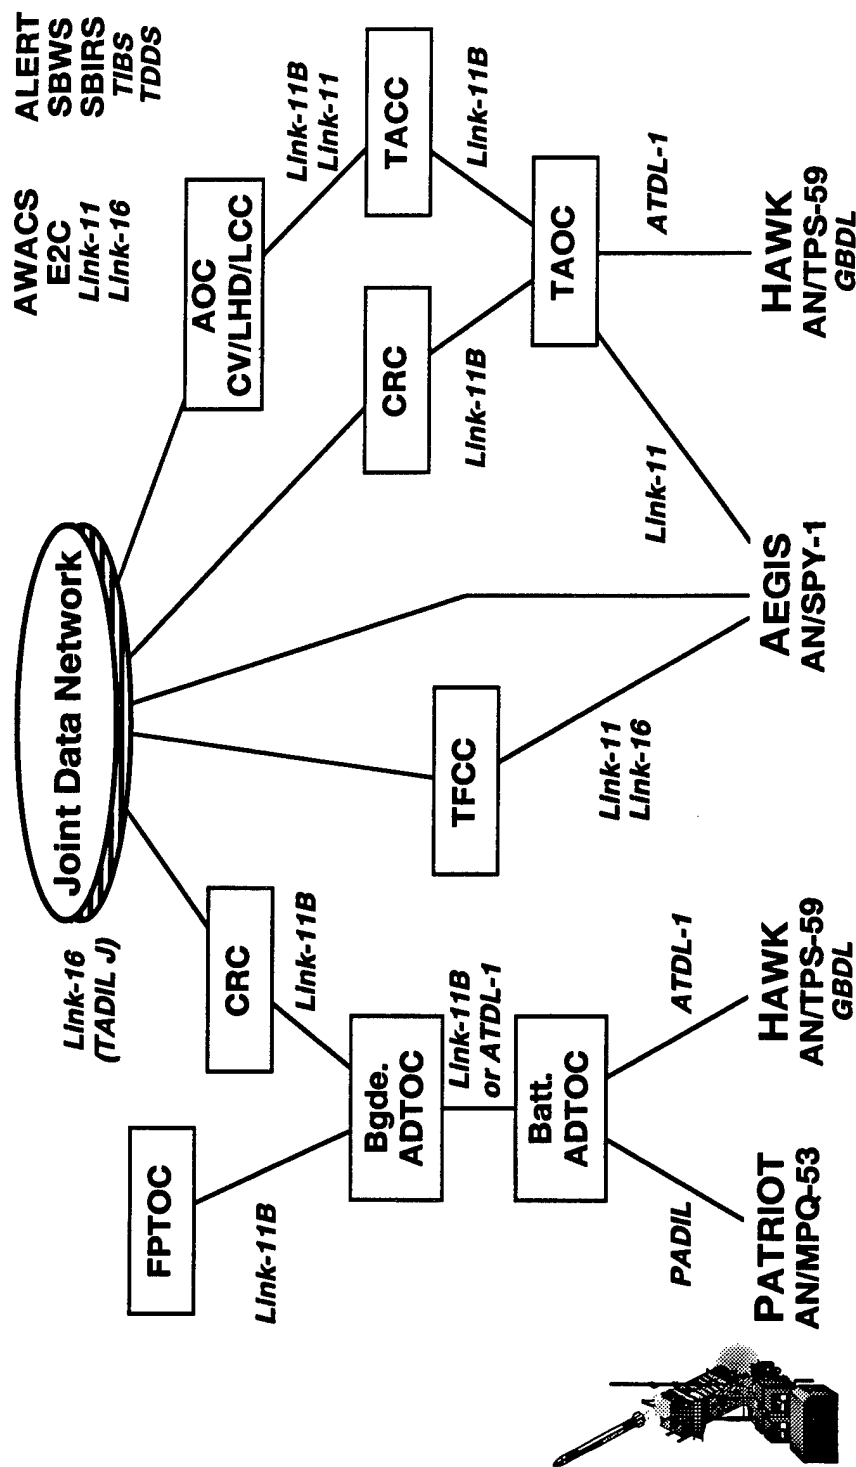 Joint Data Network
Link-16
(TADIL J)
AWACS
E2C
Link-11
Link-16
ALERT
SBWS
SBIRS
TIBS
TDDS
FPTOC
CRC
AOC
CV/LHD/LCC
Link-11B
Link-11B
Link-11B
Link-11
Bgde.
ADTOC
CRC
TACC
Link-11B
or ATDL-1
TFCC
Link-11B
Link-11B
Batt.
ADTOC
TAOC
Link-11
Link-16
PADIL
ATDL-1
Link-11
ATDL-1
PATRIOT
AN/MPQ-53
HAWK
AN/TPS-59
GBDL
AEGIS
AN/SPY-1
HAWK
AN/TPS-59
GBDL